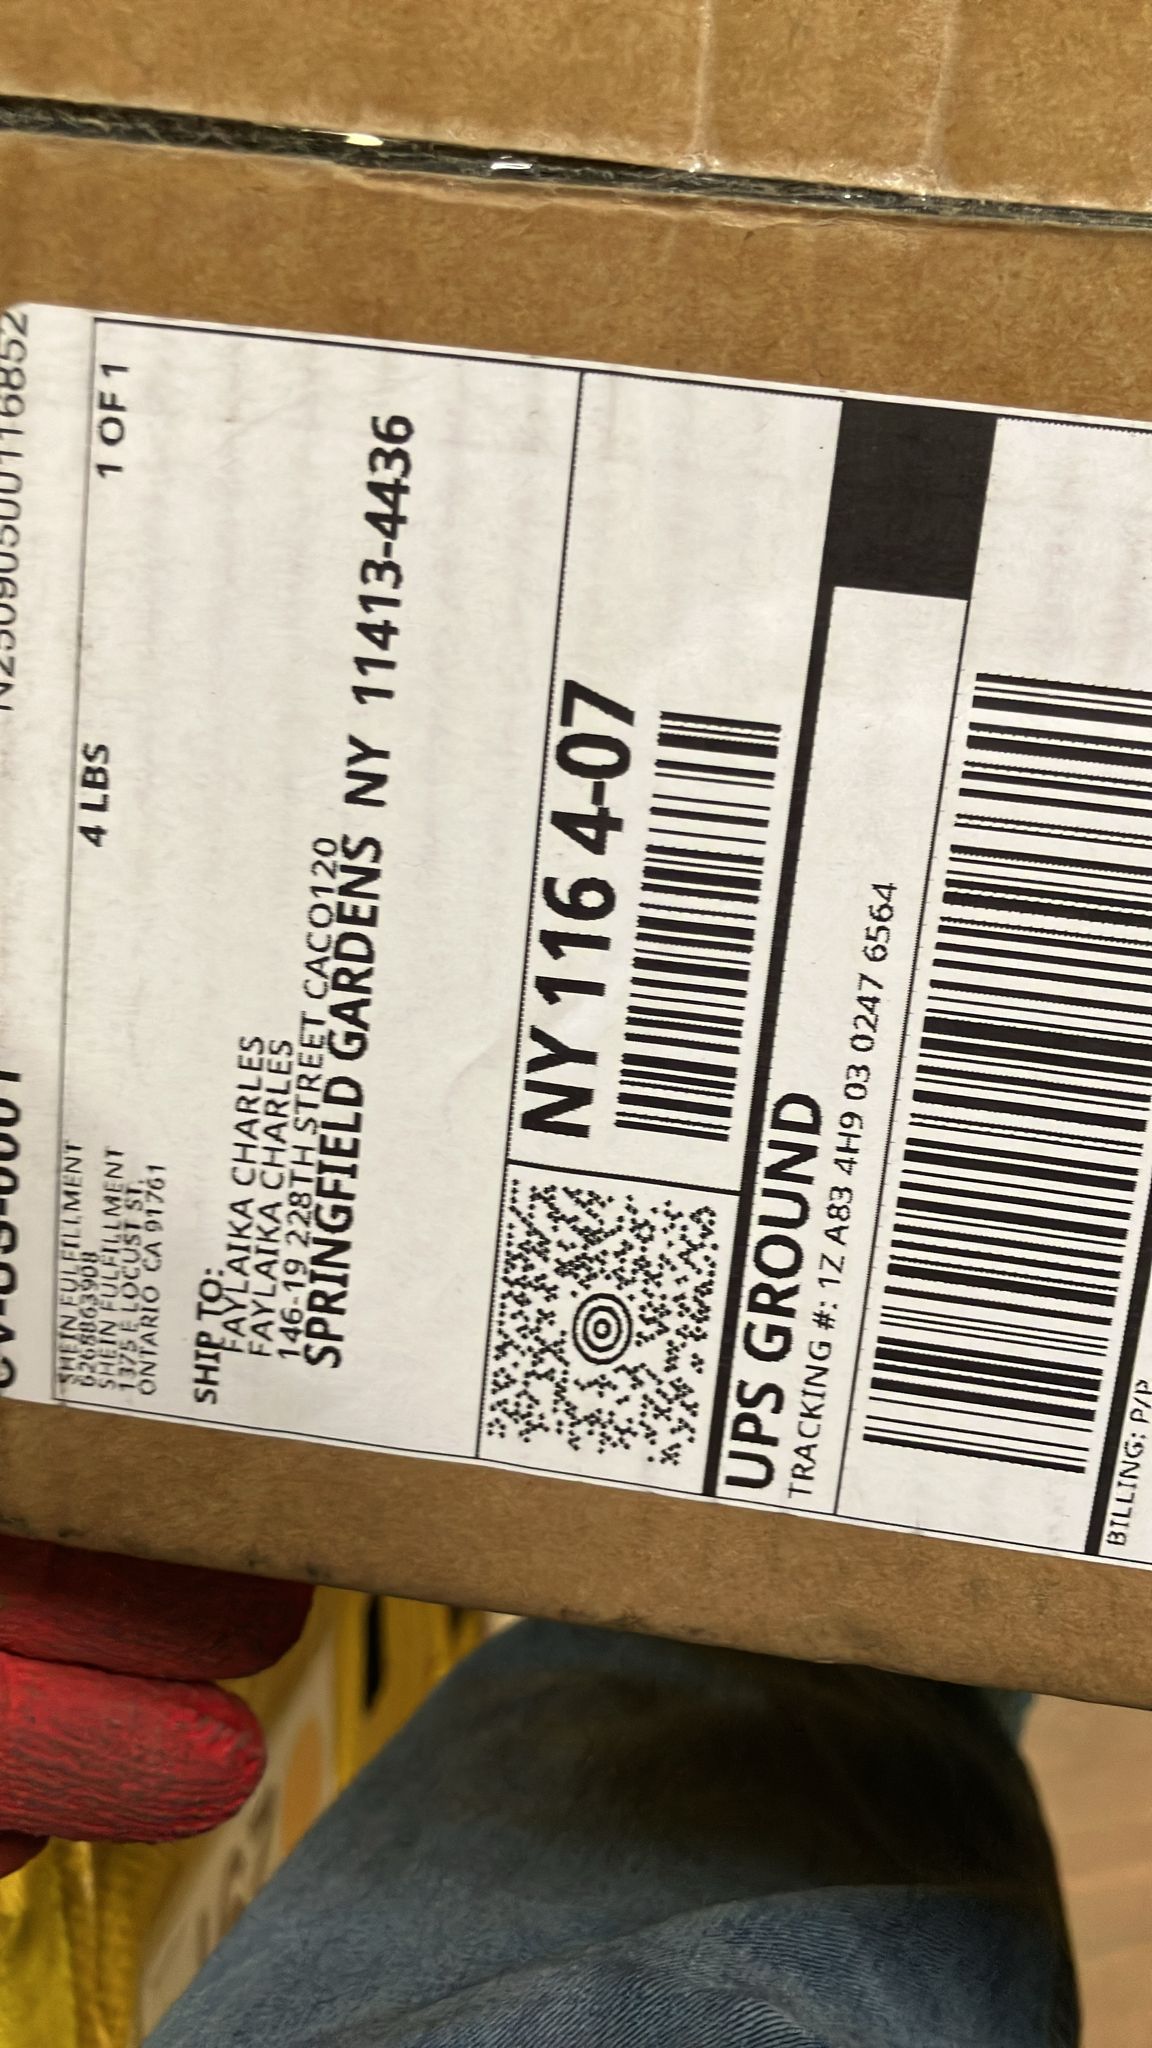 4 LBS
1 OF 1
SHEIN FULFILLMENT
6268863908
SHEIN FULFILLMENT
1375 E LOCUST ST.
ONTARIO CA 91761
SHIP TO:
FAYLAIKA CHARLES
FAYLAIKA CHARLES
146-19 228TH STREET CACO120
SPRINGFIELD GARDENS NY 11413-4436
NY 116 4-07
UPS GROUND
TRACKING #: 1Z A83 4H9 03 0247 6564
BILLING: P/P